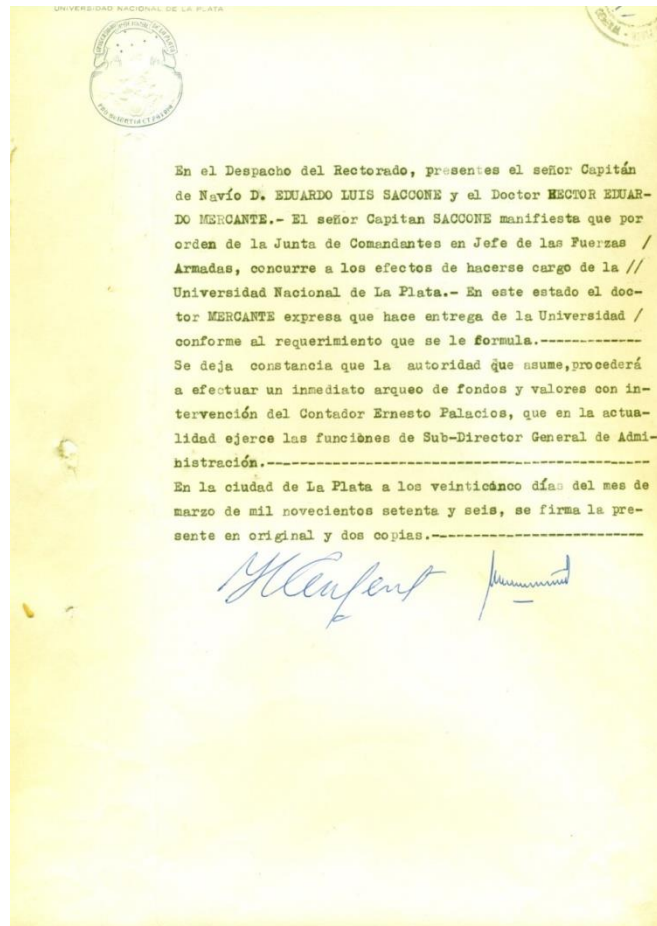 UNIVERSIDAD NACIONAL DE LA PLATA
En el Despacho del Rectorado, presentes el señor Capitán
de Navío D. EDUARDO LUIS SACCONE y el Doctor HECTOR EDUAR-
DO MERCANTE.- El señor Capitan SACCONE manifiesta que por
orden de la Junta de Comandantes en Jefe de las Fuerzas /
Armadas, concurre a los efectos de hacerse cargo de la //
Universidad Nacional de La Plata.- En este estado el doc-
tor MERCANTE expresa que hace entrega de la Universidad /
conforme al requerimiento que se le formula.-------------
Se deja constancia que la autoridad que asume,procederá
a efectuar un inmediato arqueo de fondos y valores con in-
tervención del Contador Ernesto Palacios, que en la actua-
lidad ejerce las funciones de Sub-Director General de Admi-
nistración.----------------------------------------------
En la ciudad de La Plata a los veinticinco días del mes de
marzo de mil novecientos setenta y seis, se firma la pre-
sente en original y dos copias.--------------------------